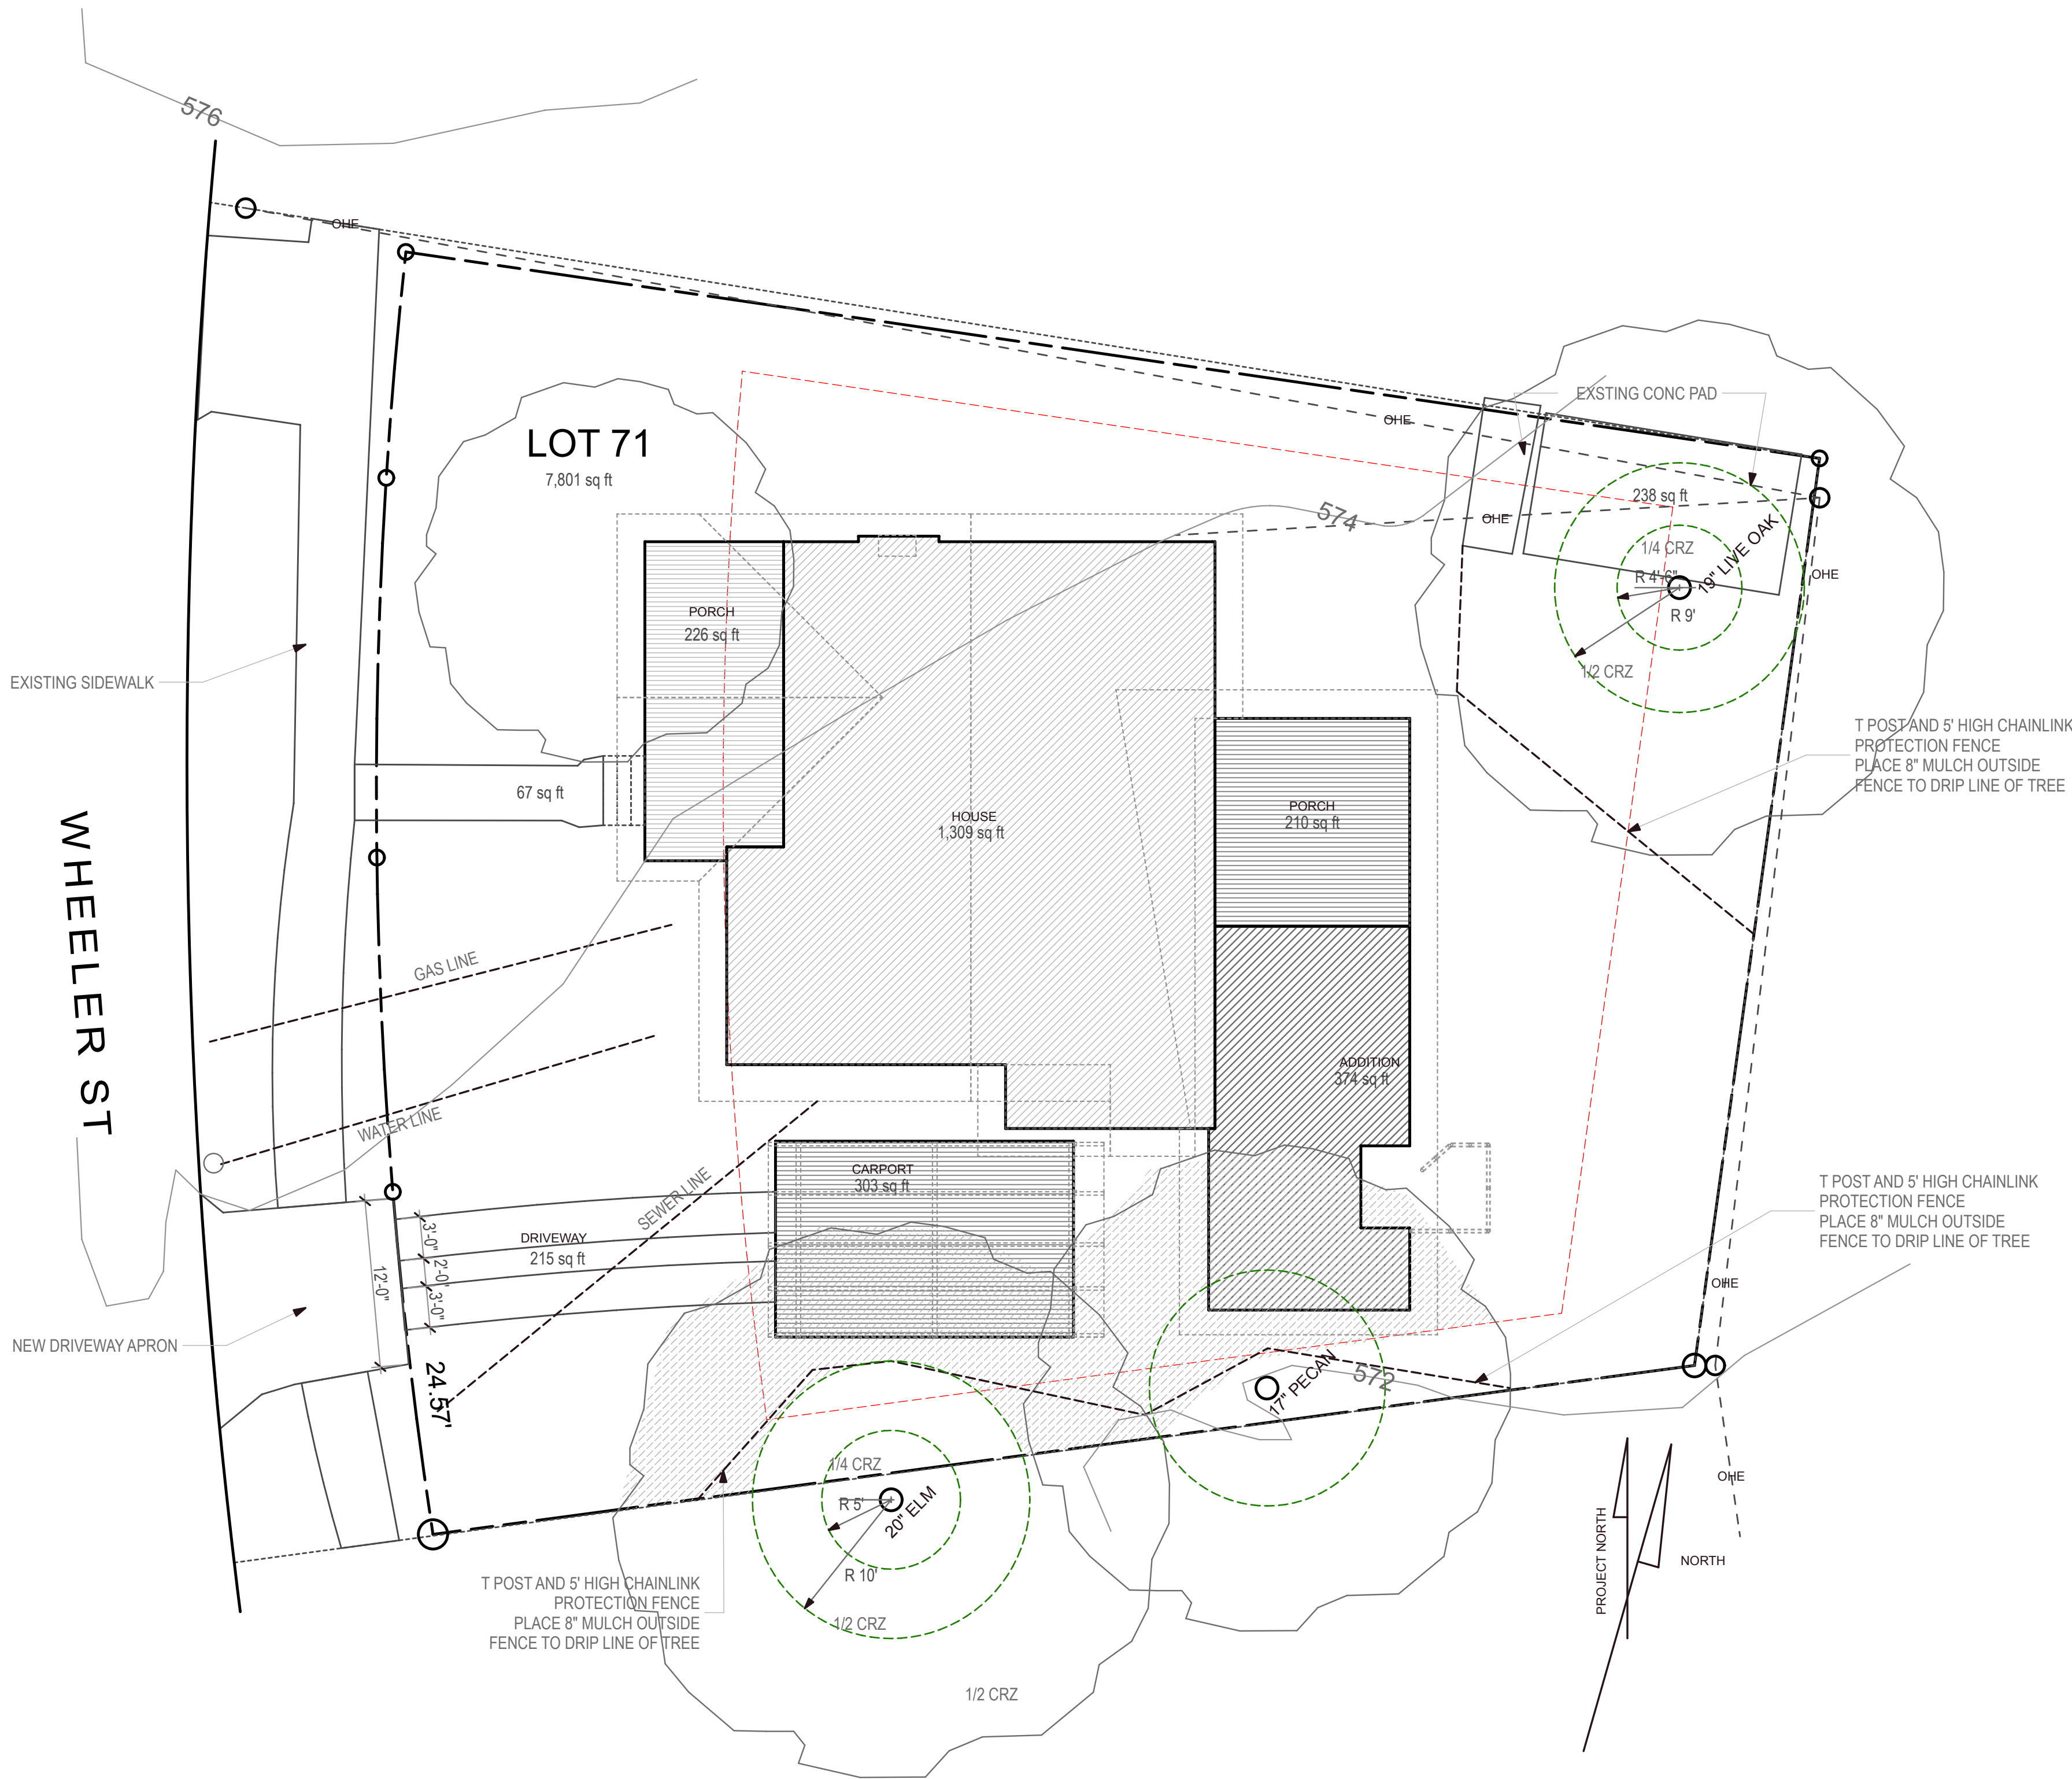 576
OHE
LOT 71
7,801 sq ft
OHE
EXSTING CONC PAD
574
OHE
238 sq ft
1/4 CRZ
R 4'-6"
19" LIVE OAK
R 9'
1/2 CRZ
OHE
PORCH
226 sq ft
EXISTING SIDEWALK
67 sq ft
HOUSE
1,309 sq ft
PORCH
210 sq ft
T POST AND 5' HIGH CHAINLINK
PROTECTION FENCE
PLACE 8" MULCH OUTSIDE
FENCE TO DRIP LINE OF TREE
WHEELER ST
GAS LINE
WATER LINE
SEWER LINE
ADDITION
374 sq ft
CARPORT
303 sq ft
DRIVEWAY
215 sq ft
3'-0"
2'-0"
3'-0"
12'-0"
NEW DRIVEWAY APRON
24.57'
T POST AND 5' HIGH CHAINLINK
PROTECTION FENCE
PLACE 8" MULCH OUTSIDE
FENCE TO DRIP LINE OF TREE
OHE
17" PECAN
572
1/4 CRZ
R 5'
20" ELM
R 10'
1/2 CRZ
T POST AND 5' HIGH CHAINLINK
PROTECTION FENCE
PLACE 8" MULCH OUTSIDE
FENCE TO DRIP LINE OF TREE
1/2 CRZ
OHE
PROJECT NORTH
NORTH